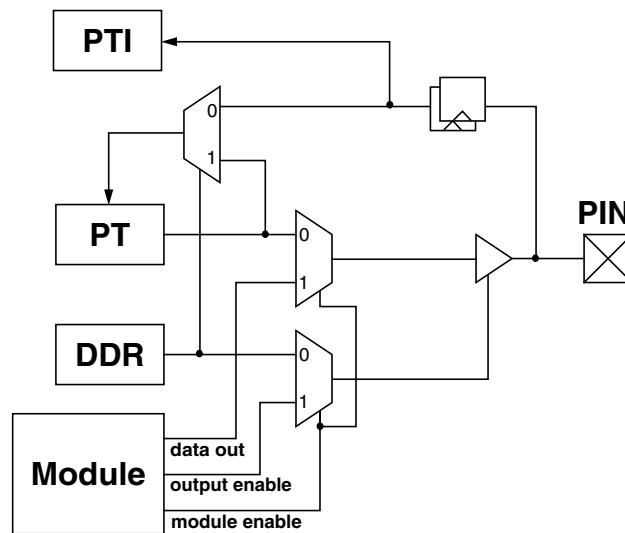 PTI
0
1
PT
PIN
0
1
DDR
0
1
Module
data out
output enable
module enable